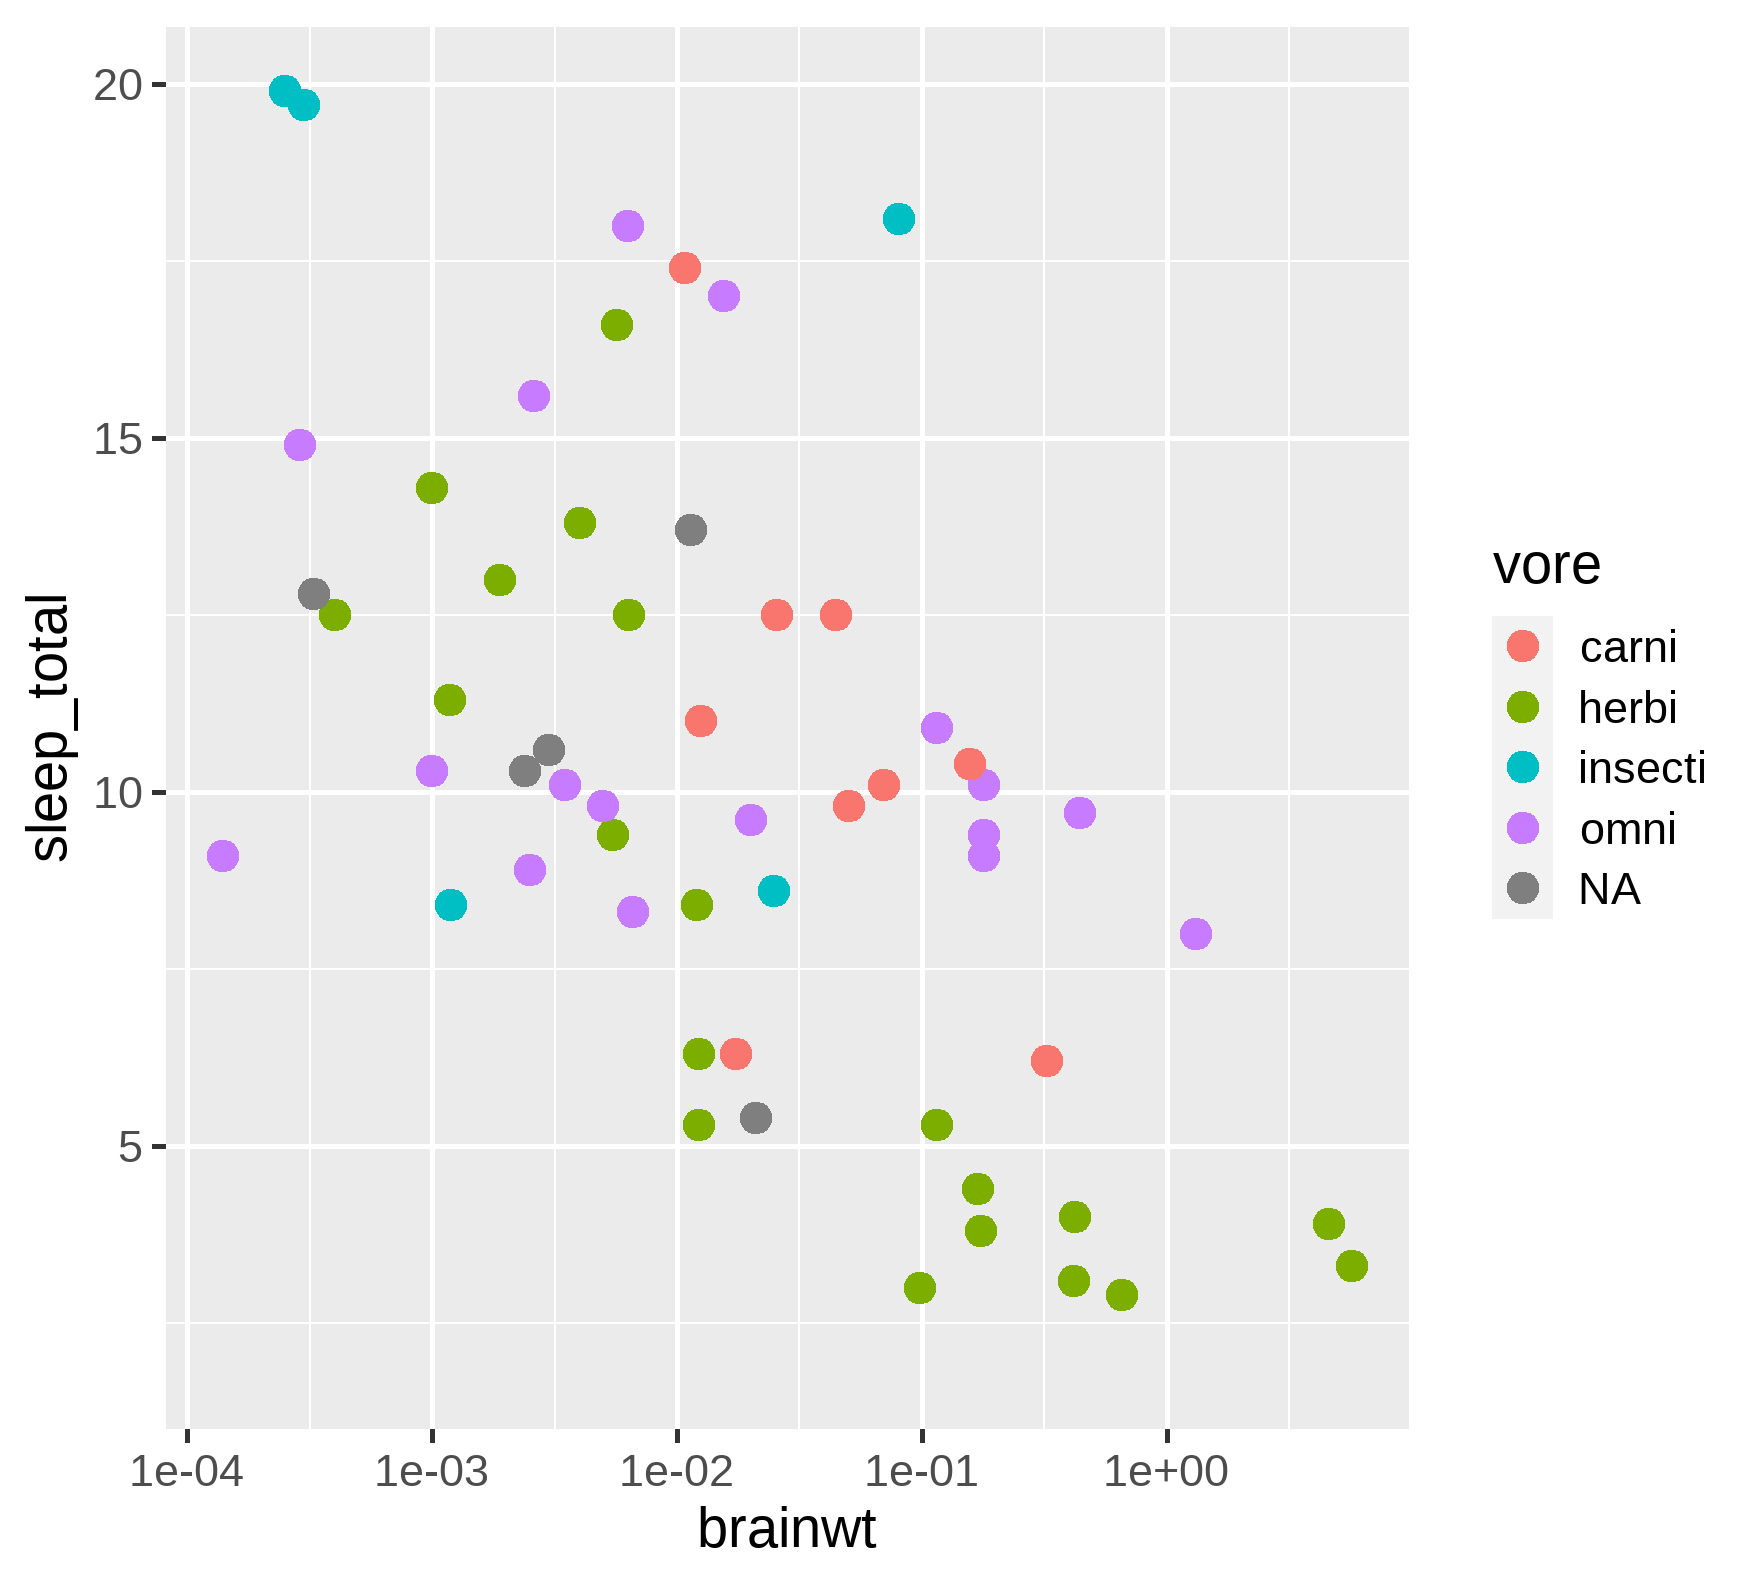 20
15
10
5
sleep_total
1e-04 1e-03 1e-02 1e-01 1e+00
brainwt
vore
carni
herbi
insecti
omni
NA